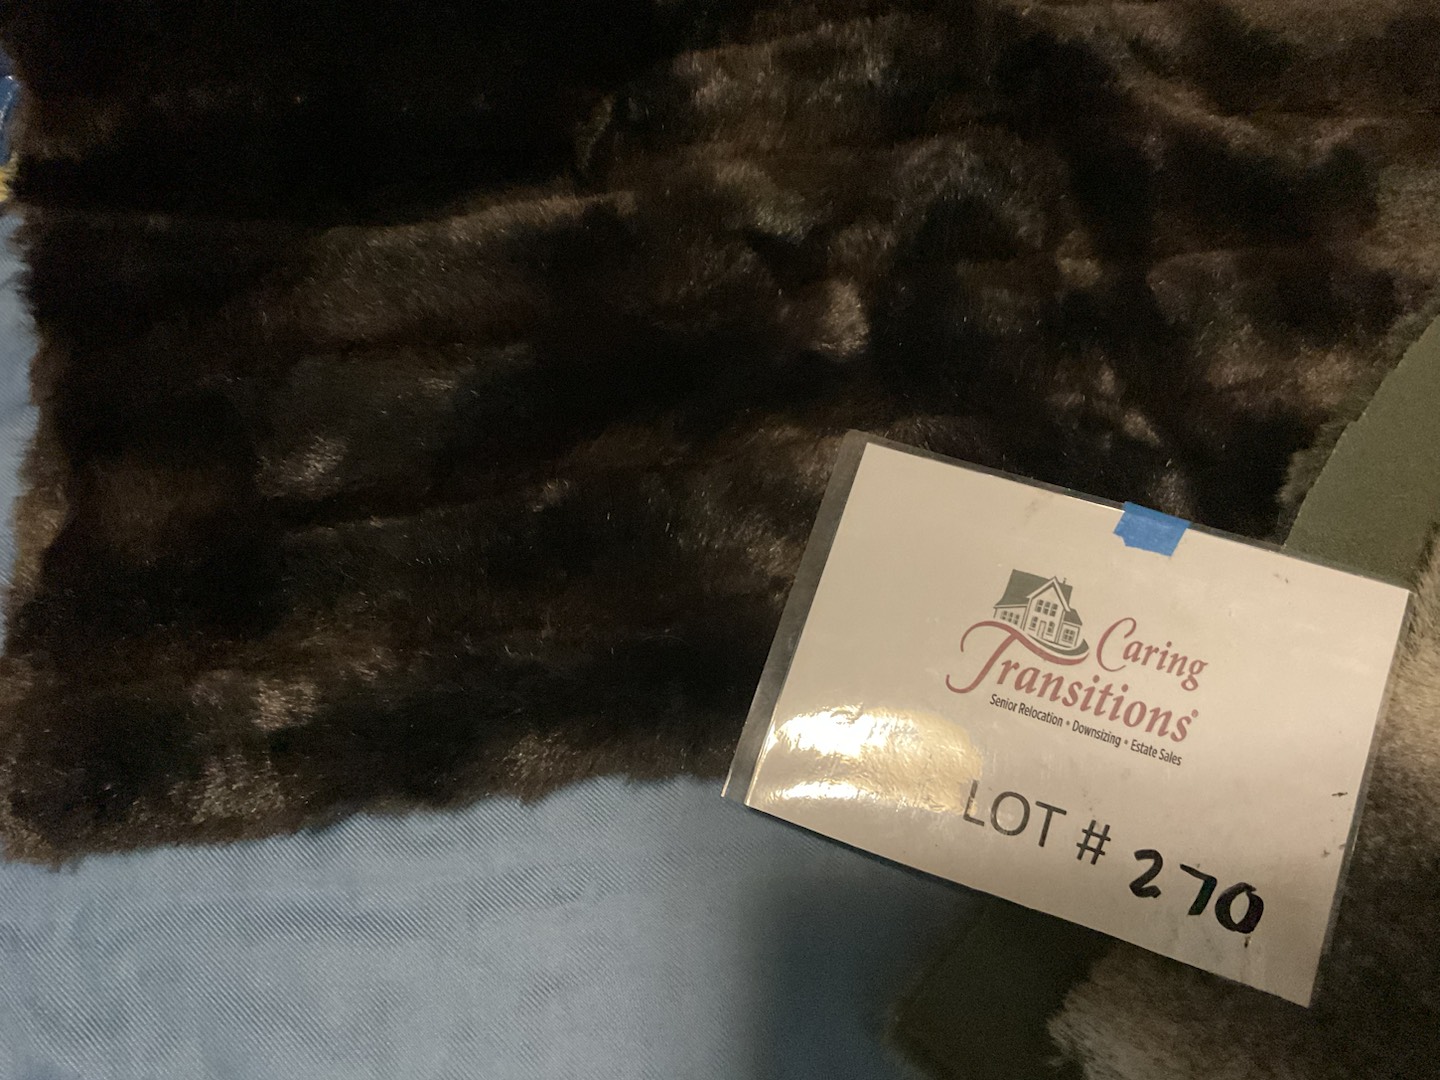 Caring
Transitions®
Senior Relocation • Downsizing • Estate Sales
LOT # 270